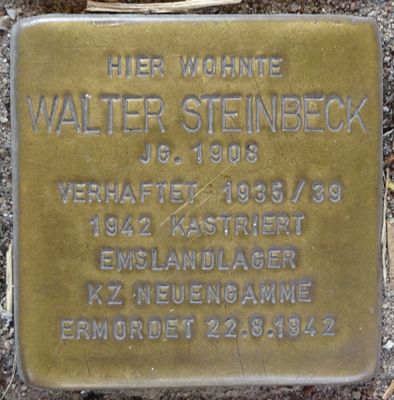 HIER WOHNTE
WALTER STEINBECK
JG. 1908
VERHAFTET 1935/39
1942 KASTRIERT
EMSLANDLAGER
KZ NEUENGAMME
ERMORDET 22.8.1942